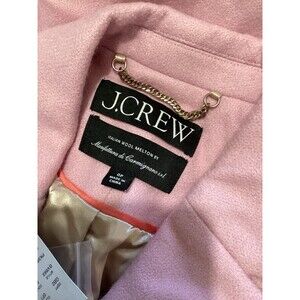 J.CREW
ITALIAN WOOL MELTON BY
Manifattura di Carmignano s.r.l
0P
MADE IN
CHINA